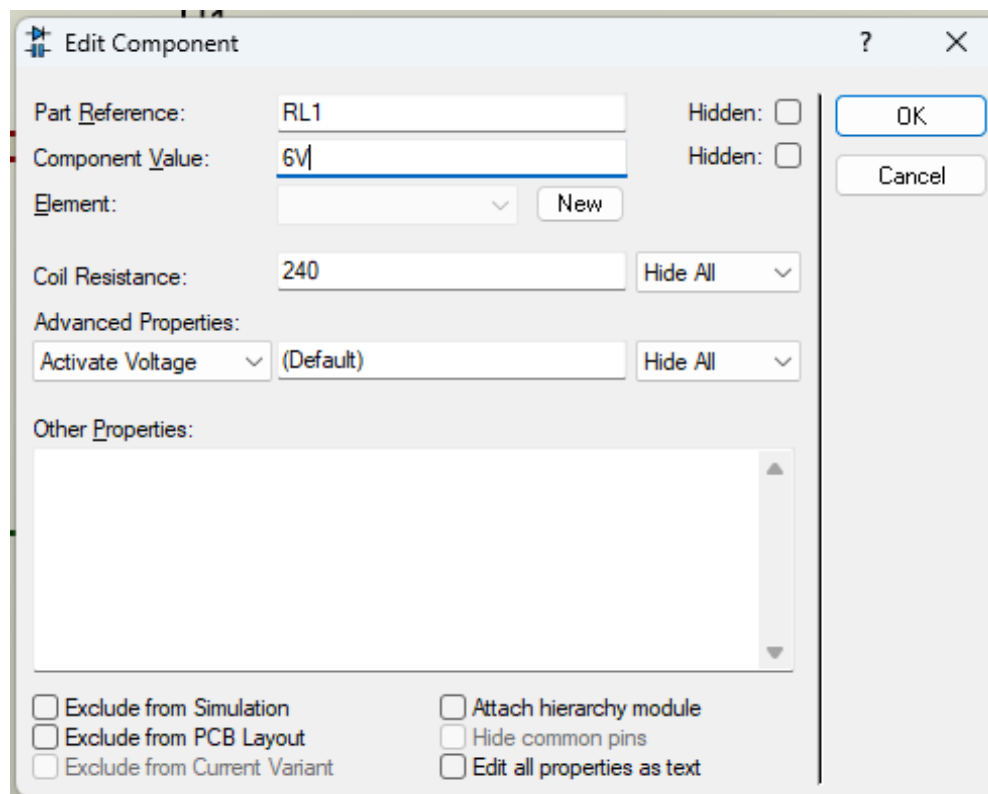 Edit Component ? X
Part Reference: RL1 Hidden: OK
Component Value: 6V Hidden: Cancel
Element: New
Coil Resistance: 240 Hide All
Advanced Properties:
Activate Voltage (Default) Hide All
Other Properties:
Exclude from Simulation Attach hierarchy module
Exclude from PCB Layout Hide common pins
Exclude from Current Variant Edit all properties as text